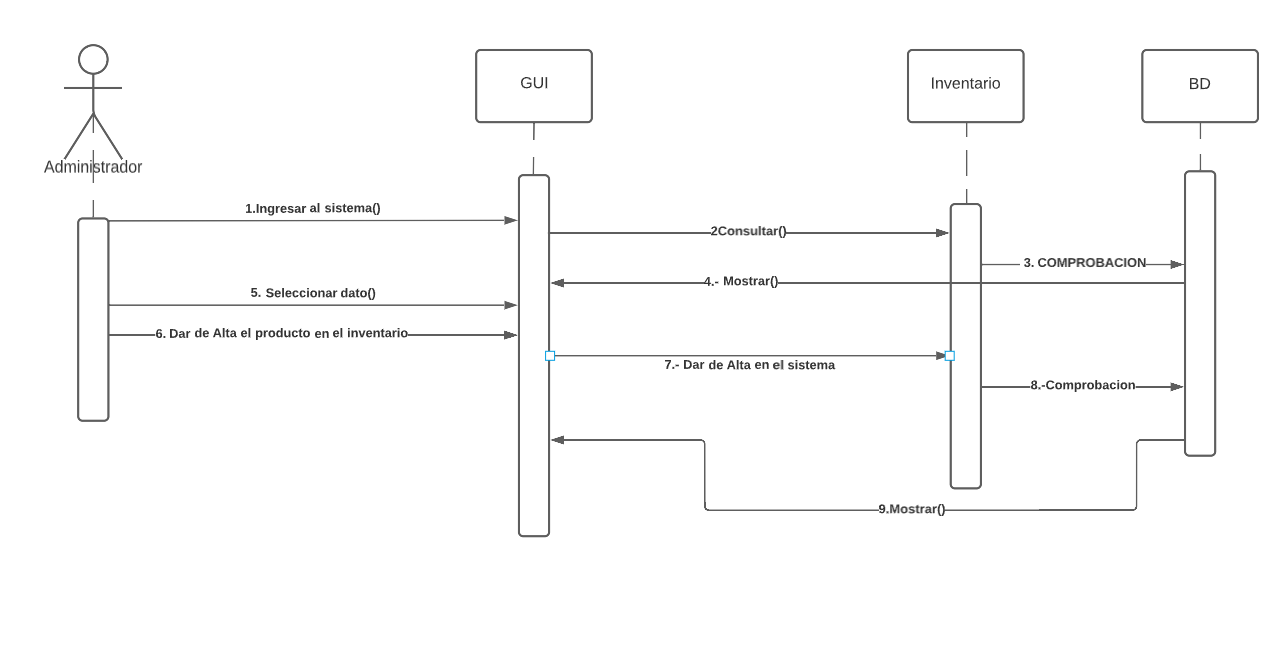 GUI
Inventario
BD
Administrador
1.Ingresar al sistema()
2Consultar()
3. COMPROBACION
4.- Mostrar()
5. Seleccionar dato()
6. Dar de Alta el producto en el inventario
7.- Dar de Alta en el sistema
8.-Comprobacion
9.Mostrar()